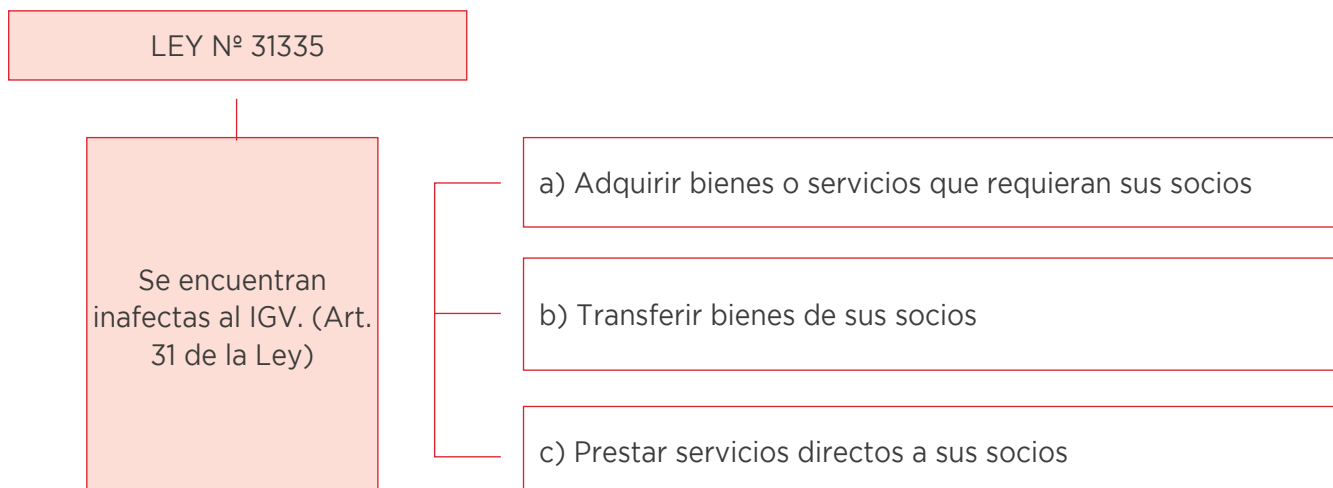 LEY Nº 31335
Se encuentran
inafectas al IGV. (Art.
31 de la Ley)
a) Adquirir bienes o servicios que requieran sus socios
b) Transferir bienes de sus socios
c) Prestar servicios directos a sus socios